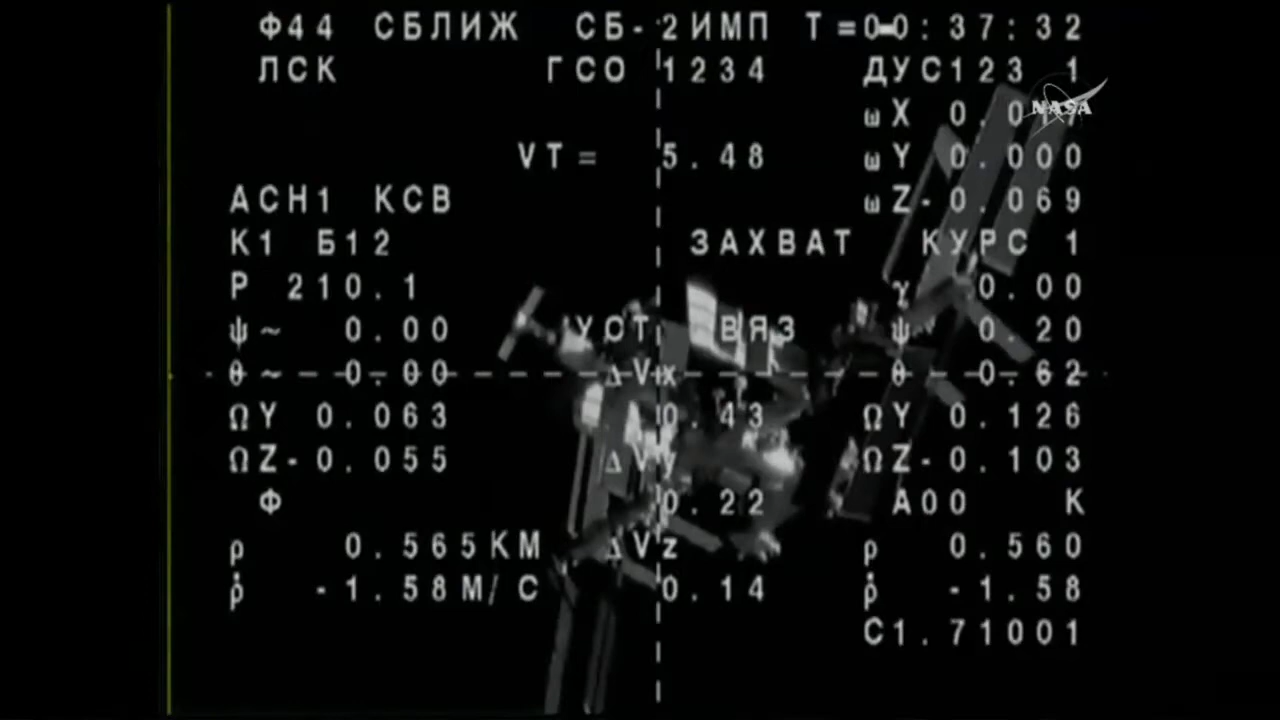 Ф44 СБЛИЖ СБ-2ИМП Т=00:37:32
ЛСК ГСО 1234 ДУС123 1
NASA
ωX 0.017
VT= 5.48 ωY 0.000
АСН1 КСВ ωZ-0.069
К1 Б12 ЗАХВАТ КУРС 1
Р 210.1 γ 0.00
ψ~ 0.00 УСТ ВЯЗ ψ 0.20
θ ~ 0.00 ΔVx θ -0.62
ΩY 0.063 0.43 ΩY 0.126
ΩZ-0.055 ΔVy ΩZ-0.103
Ф 0.22 А00 К
ρ 0.565КМ ΔVz ρ 0.560
ρ̇ -1.58М/С 0.14 ρ̇ -1.58
С1.71001